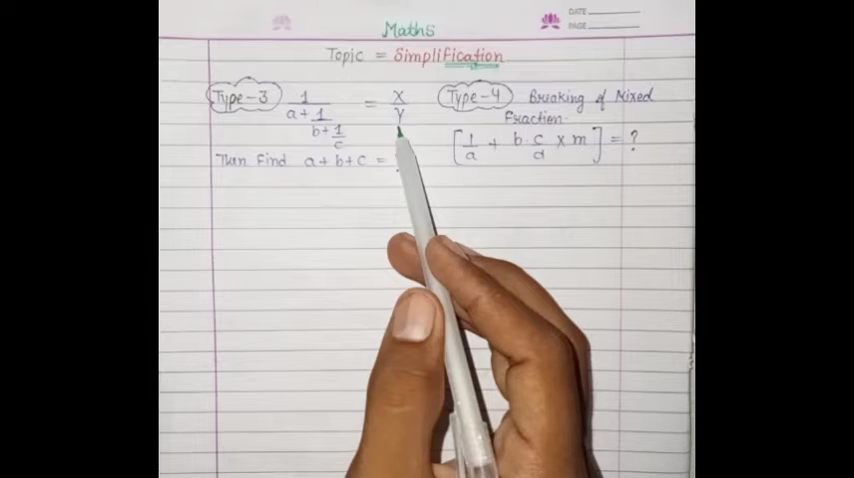 DATE
PAGE
Maths
Topic = Simplification
Type-3 1/(a+1/(b+1/c)) = X/Y
Then Find a+b+c =
Type-4 Breaking of Mixed
Fraction.
[1/a + b·c/d × m] = ?